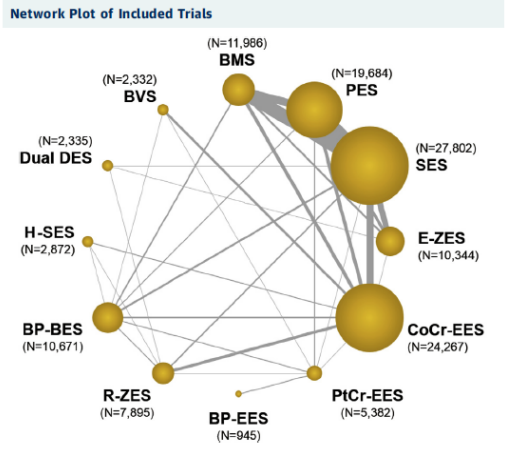 Network Plot of Included Trials
(N=11,986)
BMS
(N=19,684)
PES
(N=2,332)
BVS
(N=27,802)
SES
(N=2,335)
Dual DES
H-SES
(N=2,872)
E-ZES
(N=10,344)
BP-BES
(N=10,671)
CoCr-EES
(N=24,267)
R-ZES
(N=7,895)
PtCr-EES
(N=5,382)
BP-EES
(N=945)